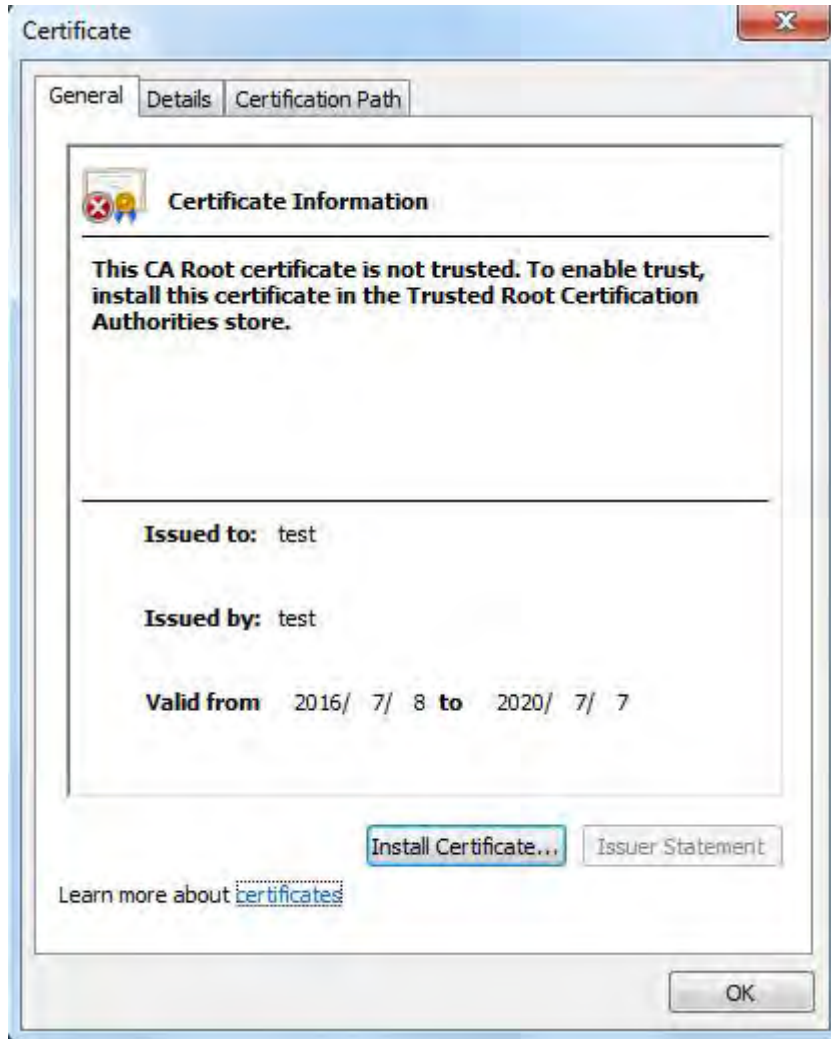 Certificate
General Details Certification Path
Certificate Information
This CA Root certificate is not trusted. To enable trust,
install this certificate in the Trusted Root Certification
Authorities store.
Issued to: test
Issued by: test
Valid from 2016/ 7/ 8 to 2020/ 7/ 7
Install Certificate... Issuer Statement
Learn more about certificates
OK